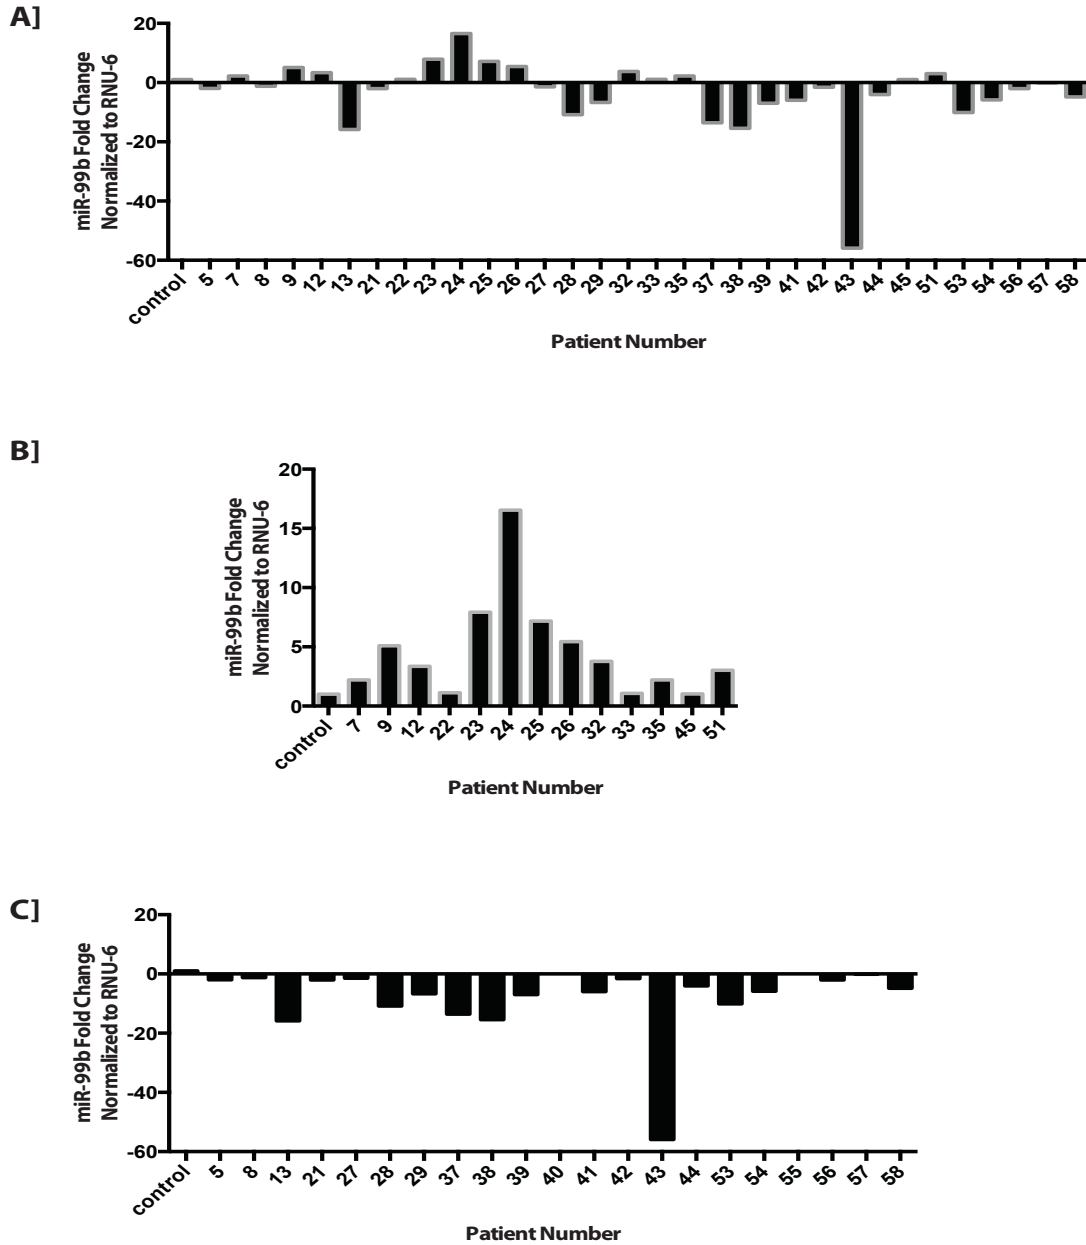 A]
miR-99b Fold Change
Normalized to RNU-6
20
0
-20
-40
-60
control 5 7 8 9 12 13 21 22 23 24 25 26 27 28 29 32 33 35 37 38 39 41 42 43 44 45 51 53 54 56 57 58
Patient Number
B]
miR-99b Fold Change
Normalized to RNU-6
20
15
10
5
0
control 7 9 12 22 23 24 25 26 32 33 35 45 51
Patient Number
C]
miR-99b Fold Change
Normalized to RNU-6
20
0
-20
-40
-60
control 5 8 13 21 27 28 29 37 38 39 40 41 42 43 44 53 54 55 56 57 58
Patient Number